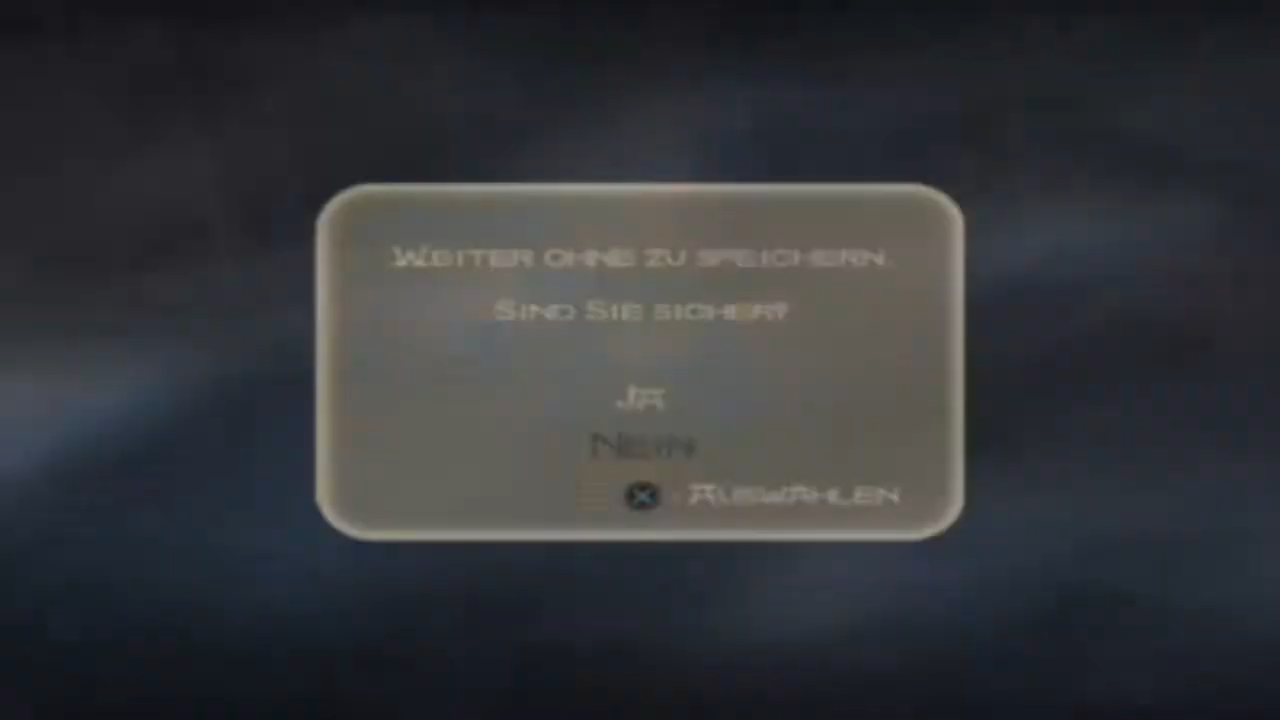 Weiter ohne zu speichern.
Sind Sie sicher?
Ja
Nein
Auswählen